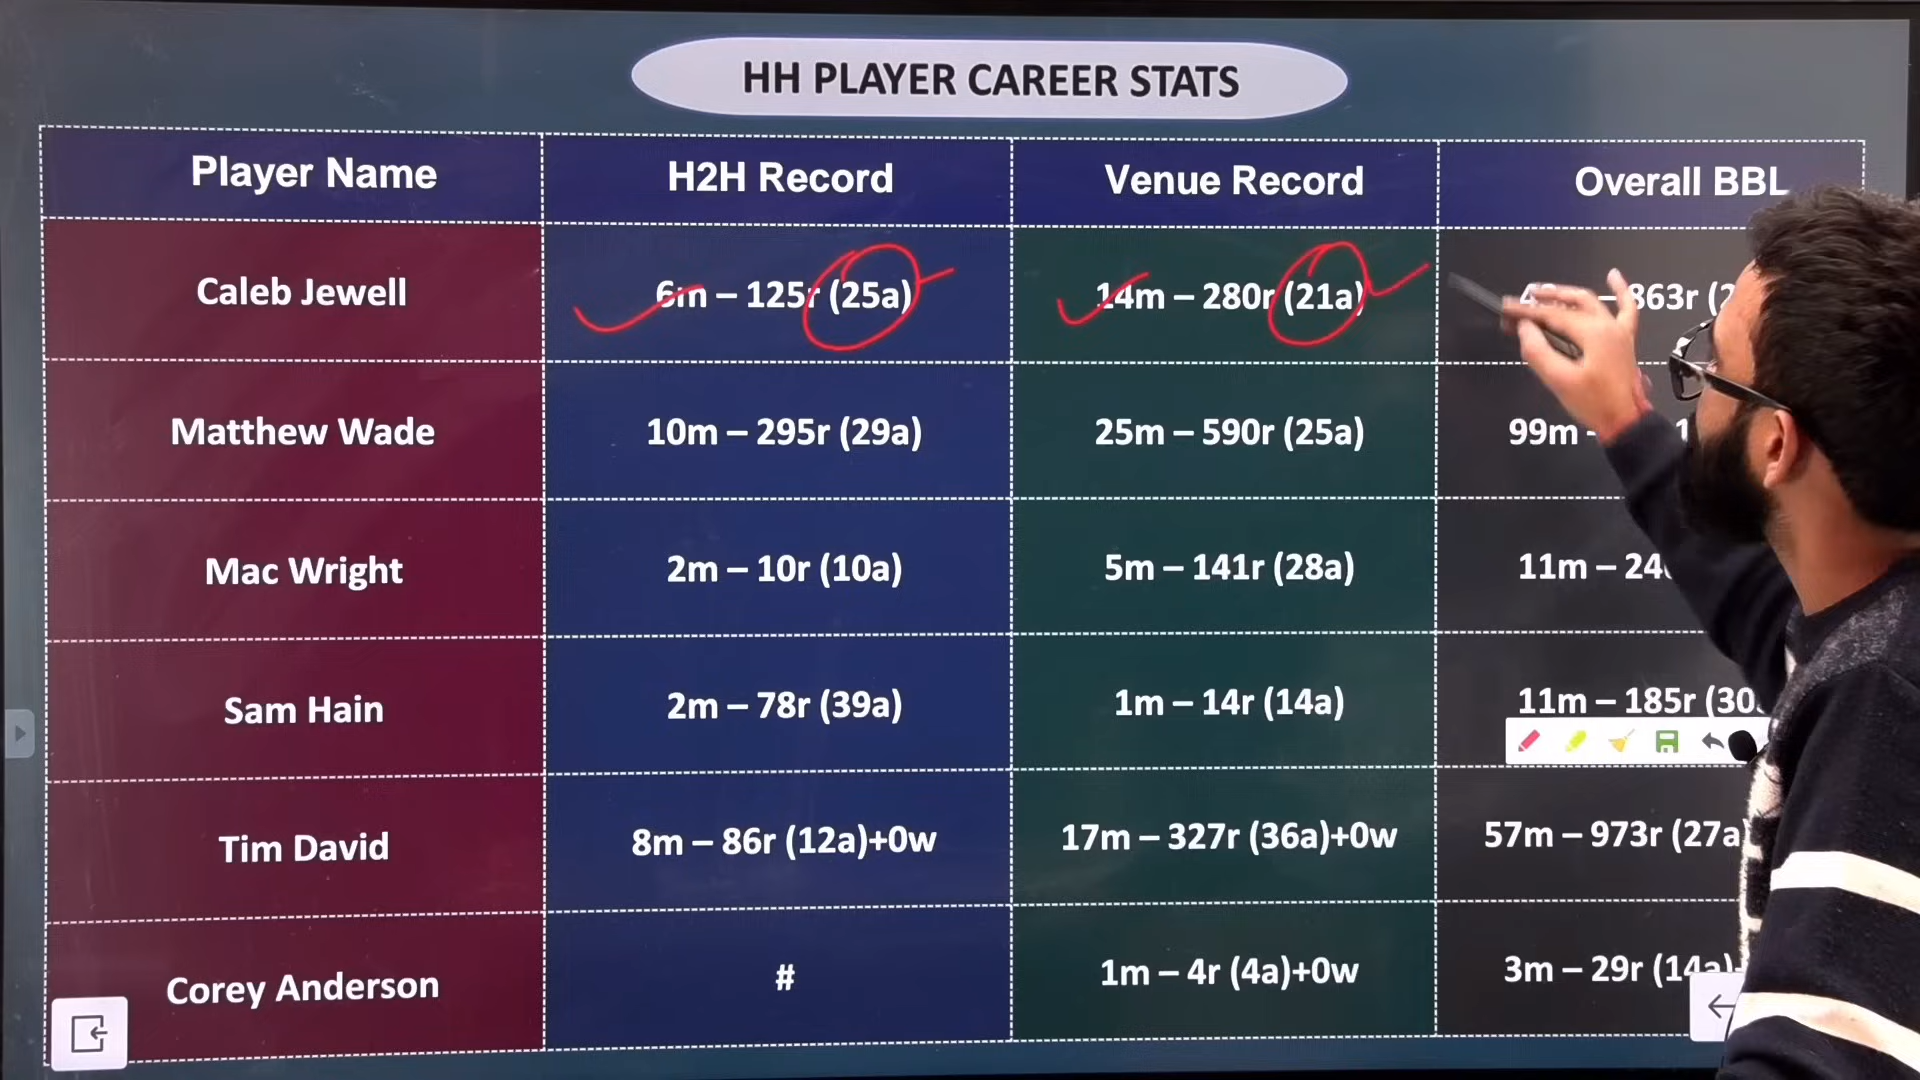 HH PLAYER CAREER STATS
Player Name H2H Record Venue Record Overall BBL
Caleb Jewell 6m – 125r (25a) 14m – 280r (21a) 863r
Matthew Wade 10m – 295r (29a) 25m – 590r (25a) 99m
Mac Wright 2m – 10r (10a) 5m – 141r (28a) 11m –
Sam Hain 2m – 78r (39a) 1m – 14r (14a) 11m – 185r
Tim David 8m – 86r (12a)+0w 17m – 327r (36a)+0w 57m – 973r (27a
Corey Anderson # 1m – 4r (4a)+0w 3m – 29r (14a)